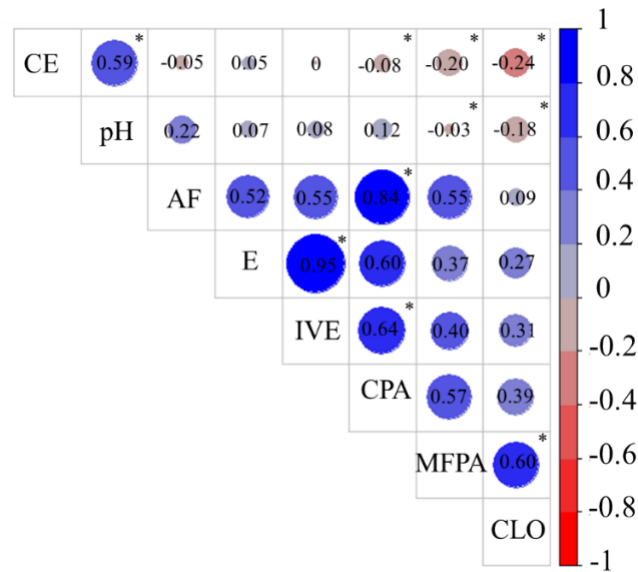 CE 0.59* -0.05 0.05 0 -0.08* -0.20* -0.24*
pH 0.22 0.07 0.08 0.12 -0.03* -0.18*
AF 0.52 0.55 0.84* 0.55 0.09
E 0.95* 0.60 0.37 0.27
IVE 0.64* 0.40 0.31
CPA 0.57 0.39
MFPA 0.60*
CLO
1
0.8
0.6
0.4
0.2
0
-0.2
-0.4
-0.6
-0.8
-1